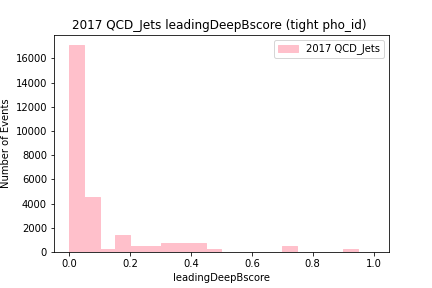 2017 QCD_Jets leadingDeepBscore (tight pho_id)
2017 QCD_Jets
Number of Events
16000
14000
12000
10000
8000
6000
4000
2000
0
0.0 0.2 0.4 0.6 0.8 1.0
leadingDeepBscore